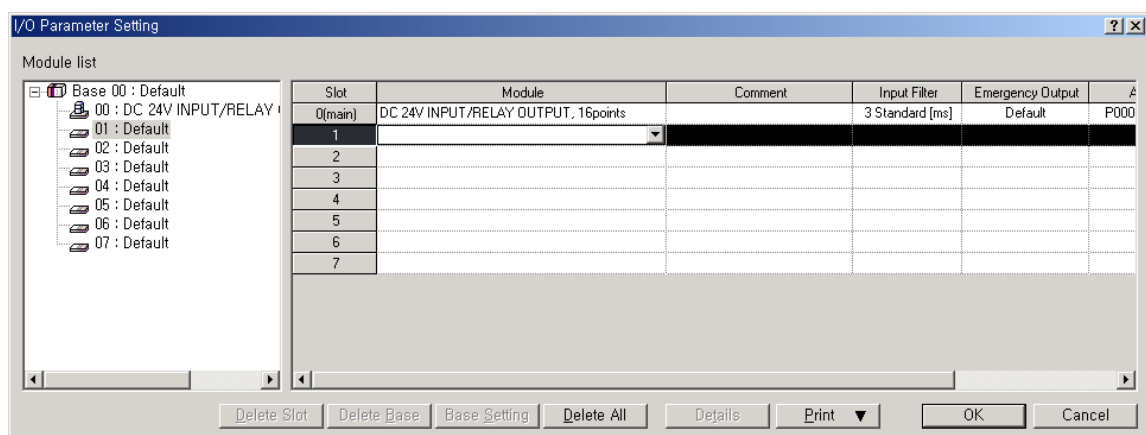 I/O Parameter Setting
Module list
Base 00 : Default
00 : DC 24V INPUT/RELAY
01 : Default
02 : Default
03 : Default
04 : Default
05 : Default
06 : Default
07 : Default
Slot Module Comment Input Filter Emergency Output
0(main) DC 24V INPUT/RELAY OUTPUT, 16points 3 Standard [ms] Default P000
1
2
3
4
5
6
7
Delete Slot Delete Base Base Setting Delete All Details Print ▼ OK Cancel